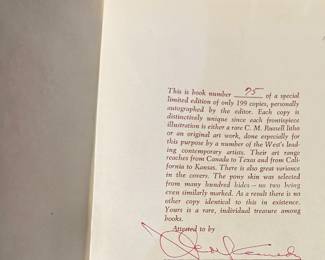 This is book number 75 of a special
limited edition of only 199 copies, personally
autographed by the editor. Each copy is
distinctively unique since each frontispiece
illustration is either a rare C. M. Russell litho
or an original art work, done especially for
this purpose by a number of the West's lead-
ing contemporary artists. Their art range
reaches from Canada to Texas and from Cali-
fornia to Kansas. There is also great variance
in the covers. The pony skin was selected
from many hundred hides—no two being
even similarly marked. As a result there is no
other copy identical to this in existence.
Yours is a rare, individual treasure among
books.
Attested to by